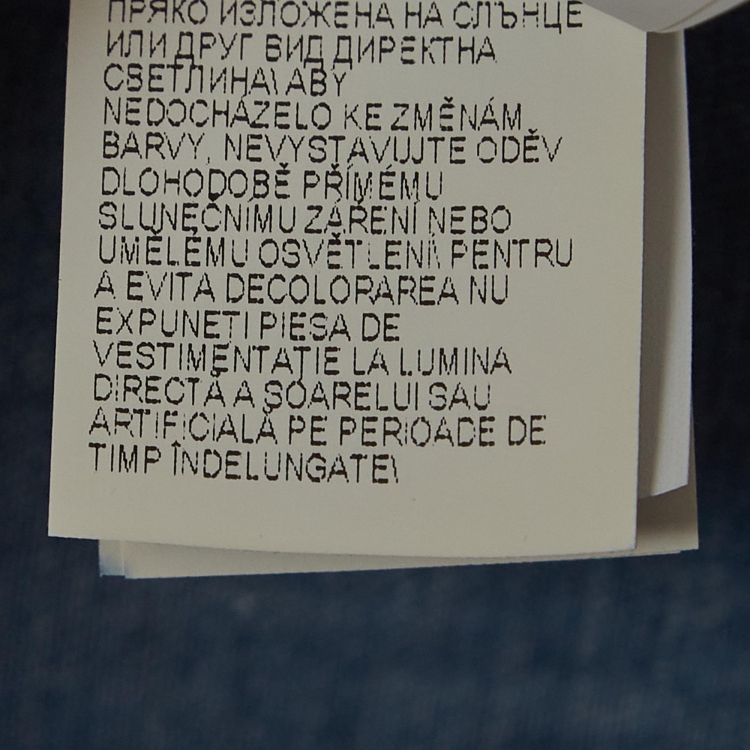 ПРЯКО ИЗЛОЖЕНА НА СЛЪНЦЕ
ИЛИ ДРУГ ВИД ДИРЕКТНА
СВЕТЛИНА\ ABY
NEDOCHÁZELO KE ZMĚNÁM
BARVY, NEVYSTAVUJTE ODĚV
DLOHODOBĚ PŘÍMÉMU
SLUNEČNÍMU ZÁŘENÍ NEBO
UMĚLÉMU OSVĚTLENÍ\ PENTRU
A EVITA DECOLORAREA NU
EXPUNEȚI PIESA DE
VESTIMENTAȚIE LA LUMINA
DIRECTĂ A SOARELUI SAU
ARTIFICIALĂ PE PERIOADE DE
TIMP ÎNDELUNGATE\